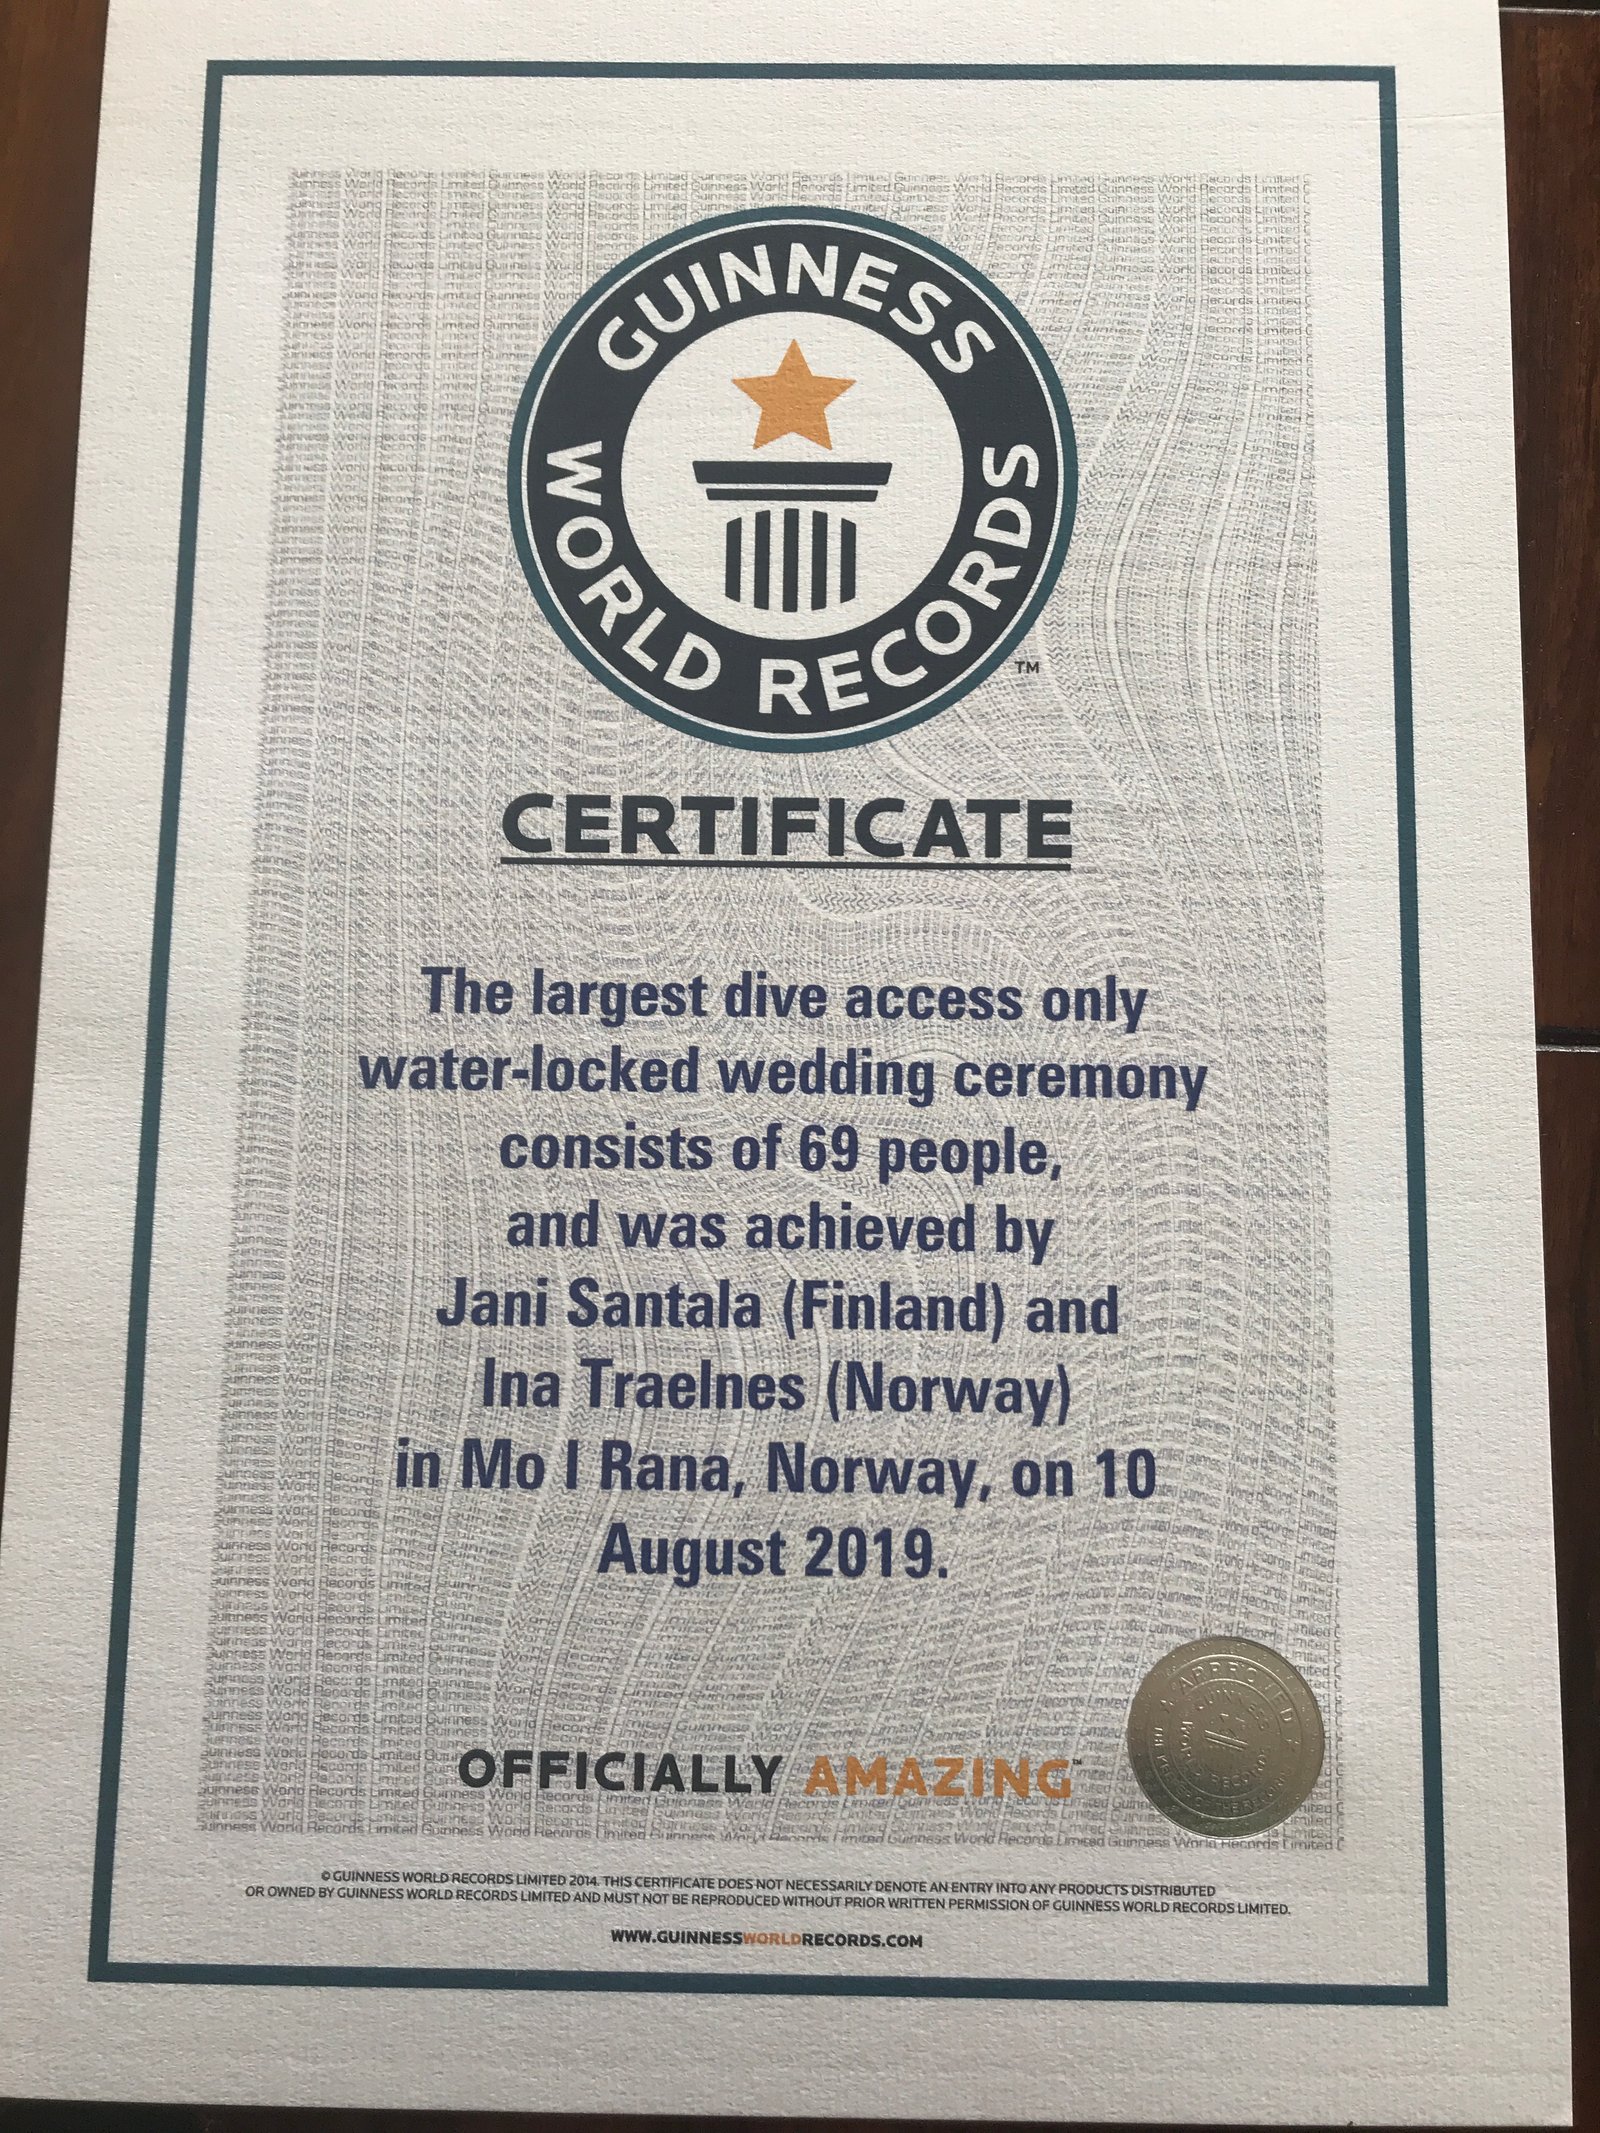 GUINNESS
WORLD RECORDS
TM
CERTIFICATE
The largest dive access only
water-locked wedding ceremony
consists of 69 people,
and was achieved by
Jani Santala (Finland) and
Ina Traelnes (Norway)
in Mo I Rana, Norway, on 10
August 2019.
OFFICIALLY AMAZING™
© GUINNESS WORLD RECORDS LIMITED 2014. THIS CERTIFICATE DOES NOT NECESSARILY DENOTE AN ENTRY INTO ANY PRODUCTS DISTRIBUTED
OR OWNED BY GUINNESS WORLD RECORDS LIMITED AND MUST NOT BE REPRODUCED WITHOUT PRIOR WRITTEN PERMISSION OF GUINNESS WORLD RECORDS LIMITED.
WWW.GUINNESSWORLDRECORDS.COM